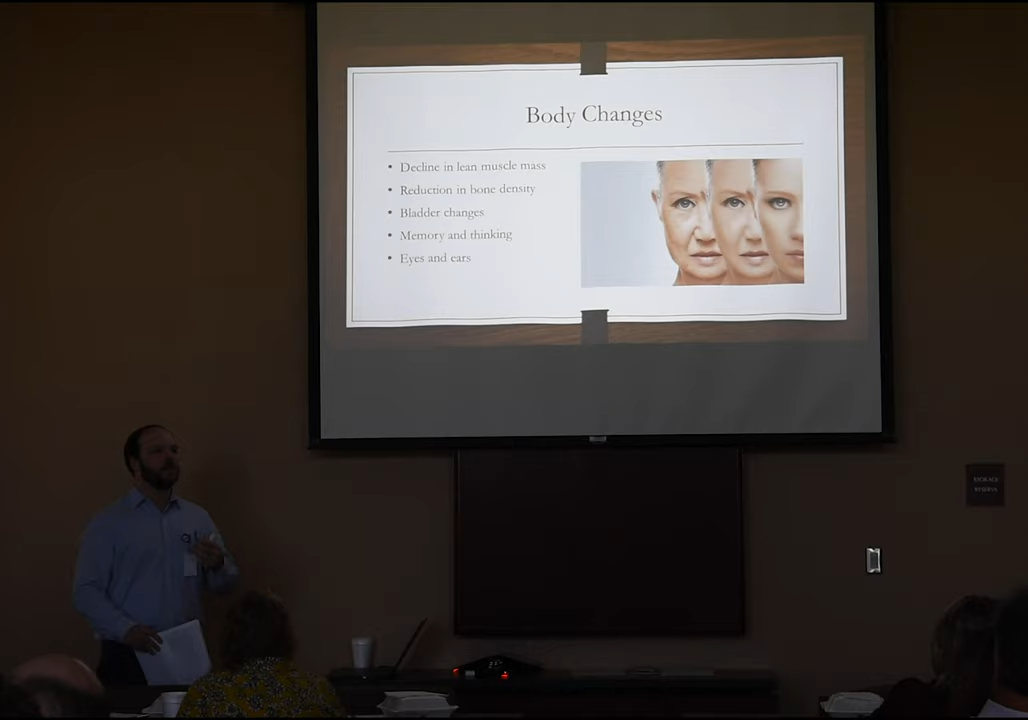 Body Changes
• Decline in lean muscle mass
• Reduction in bone density
• Bladder changes
• Memory and thinking
• Eyes and ears